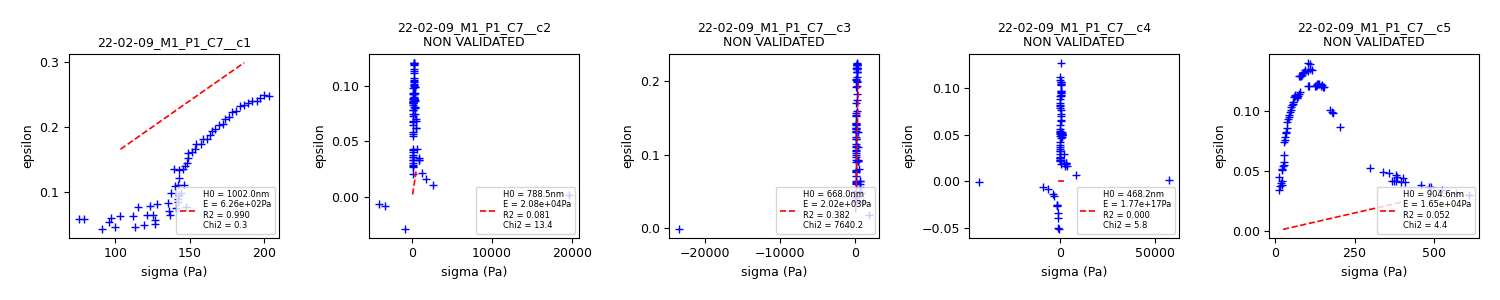 22-02-09_M1_P1_C7__c1
0.3
0.2
0.1
epsilon
100
150
200
sigma (Pa)
H0 = 1002.0nm
E = 6.26e+02Pa
R2 = 0.990
Chi2 = 0.3
22-02-09_M1_P1_C7__c2
NON VALIDATED
0.10
0.05
0.00
epsilon
0
10000
20000
sigma (Pa)
H0 = 788.5nm
E = 2.08e+04Pa
R2 = 0.081
Chi2 = 13.4
22-02-09_M1_P1_C7__c3
NON VALIDATED
0.2
0.1
0.0
epsilon
−20000
−10000
0
sigma (Pa)
H0 = 668.0nm
E = 2.02e+03Pa
R2 = 0.382
Chi2 = 7640.2
22-02-09_M1_P1_C7__c4
NON VALIDATED
0.10
0.05
0.00
−0.05
epsilon
0
50000
sigma (Pa)
H0 = 468.2nm
E = 1.77e+17Pa
R2 = 0.000
Chi2 = 5.8
22-02-09_M1_P1_C7__c5
NON VALIDATED
0.10
0.05
0.00
epsilon
0
250
500
sigma (Pa)
H0 = 904.6nm
E = 1.65e+04Pa
R2 = 0.052
Chi2 = 4.4